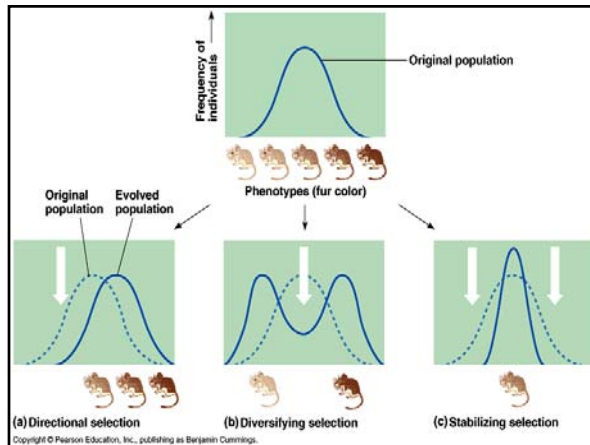 Frequency of
individuals
Original population
Phenotypes (fur color)
Original
population
Evolved
population
(a) Directional selection
(b) Diversifying selection
(c) Stabilizing selection
Copyright © Pearson Education, Inc., publishing as Benjamin Cummings.